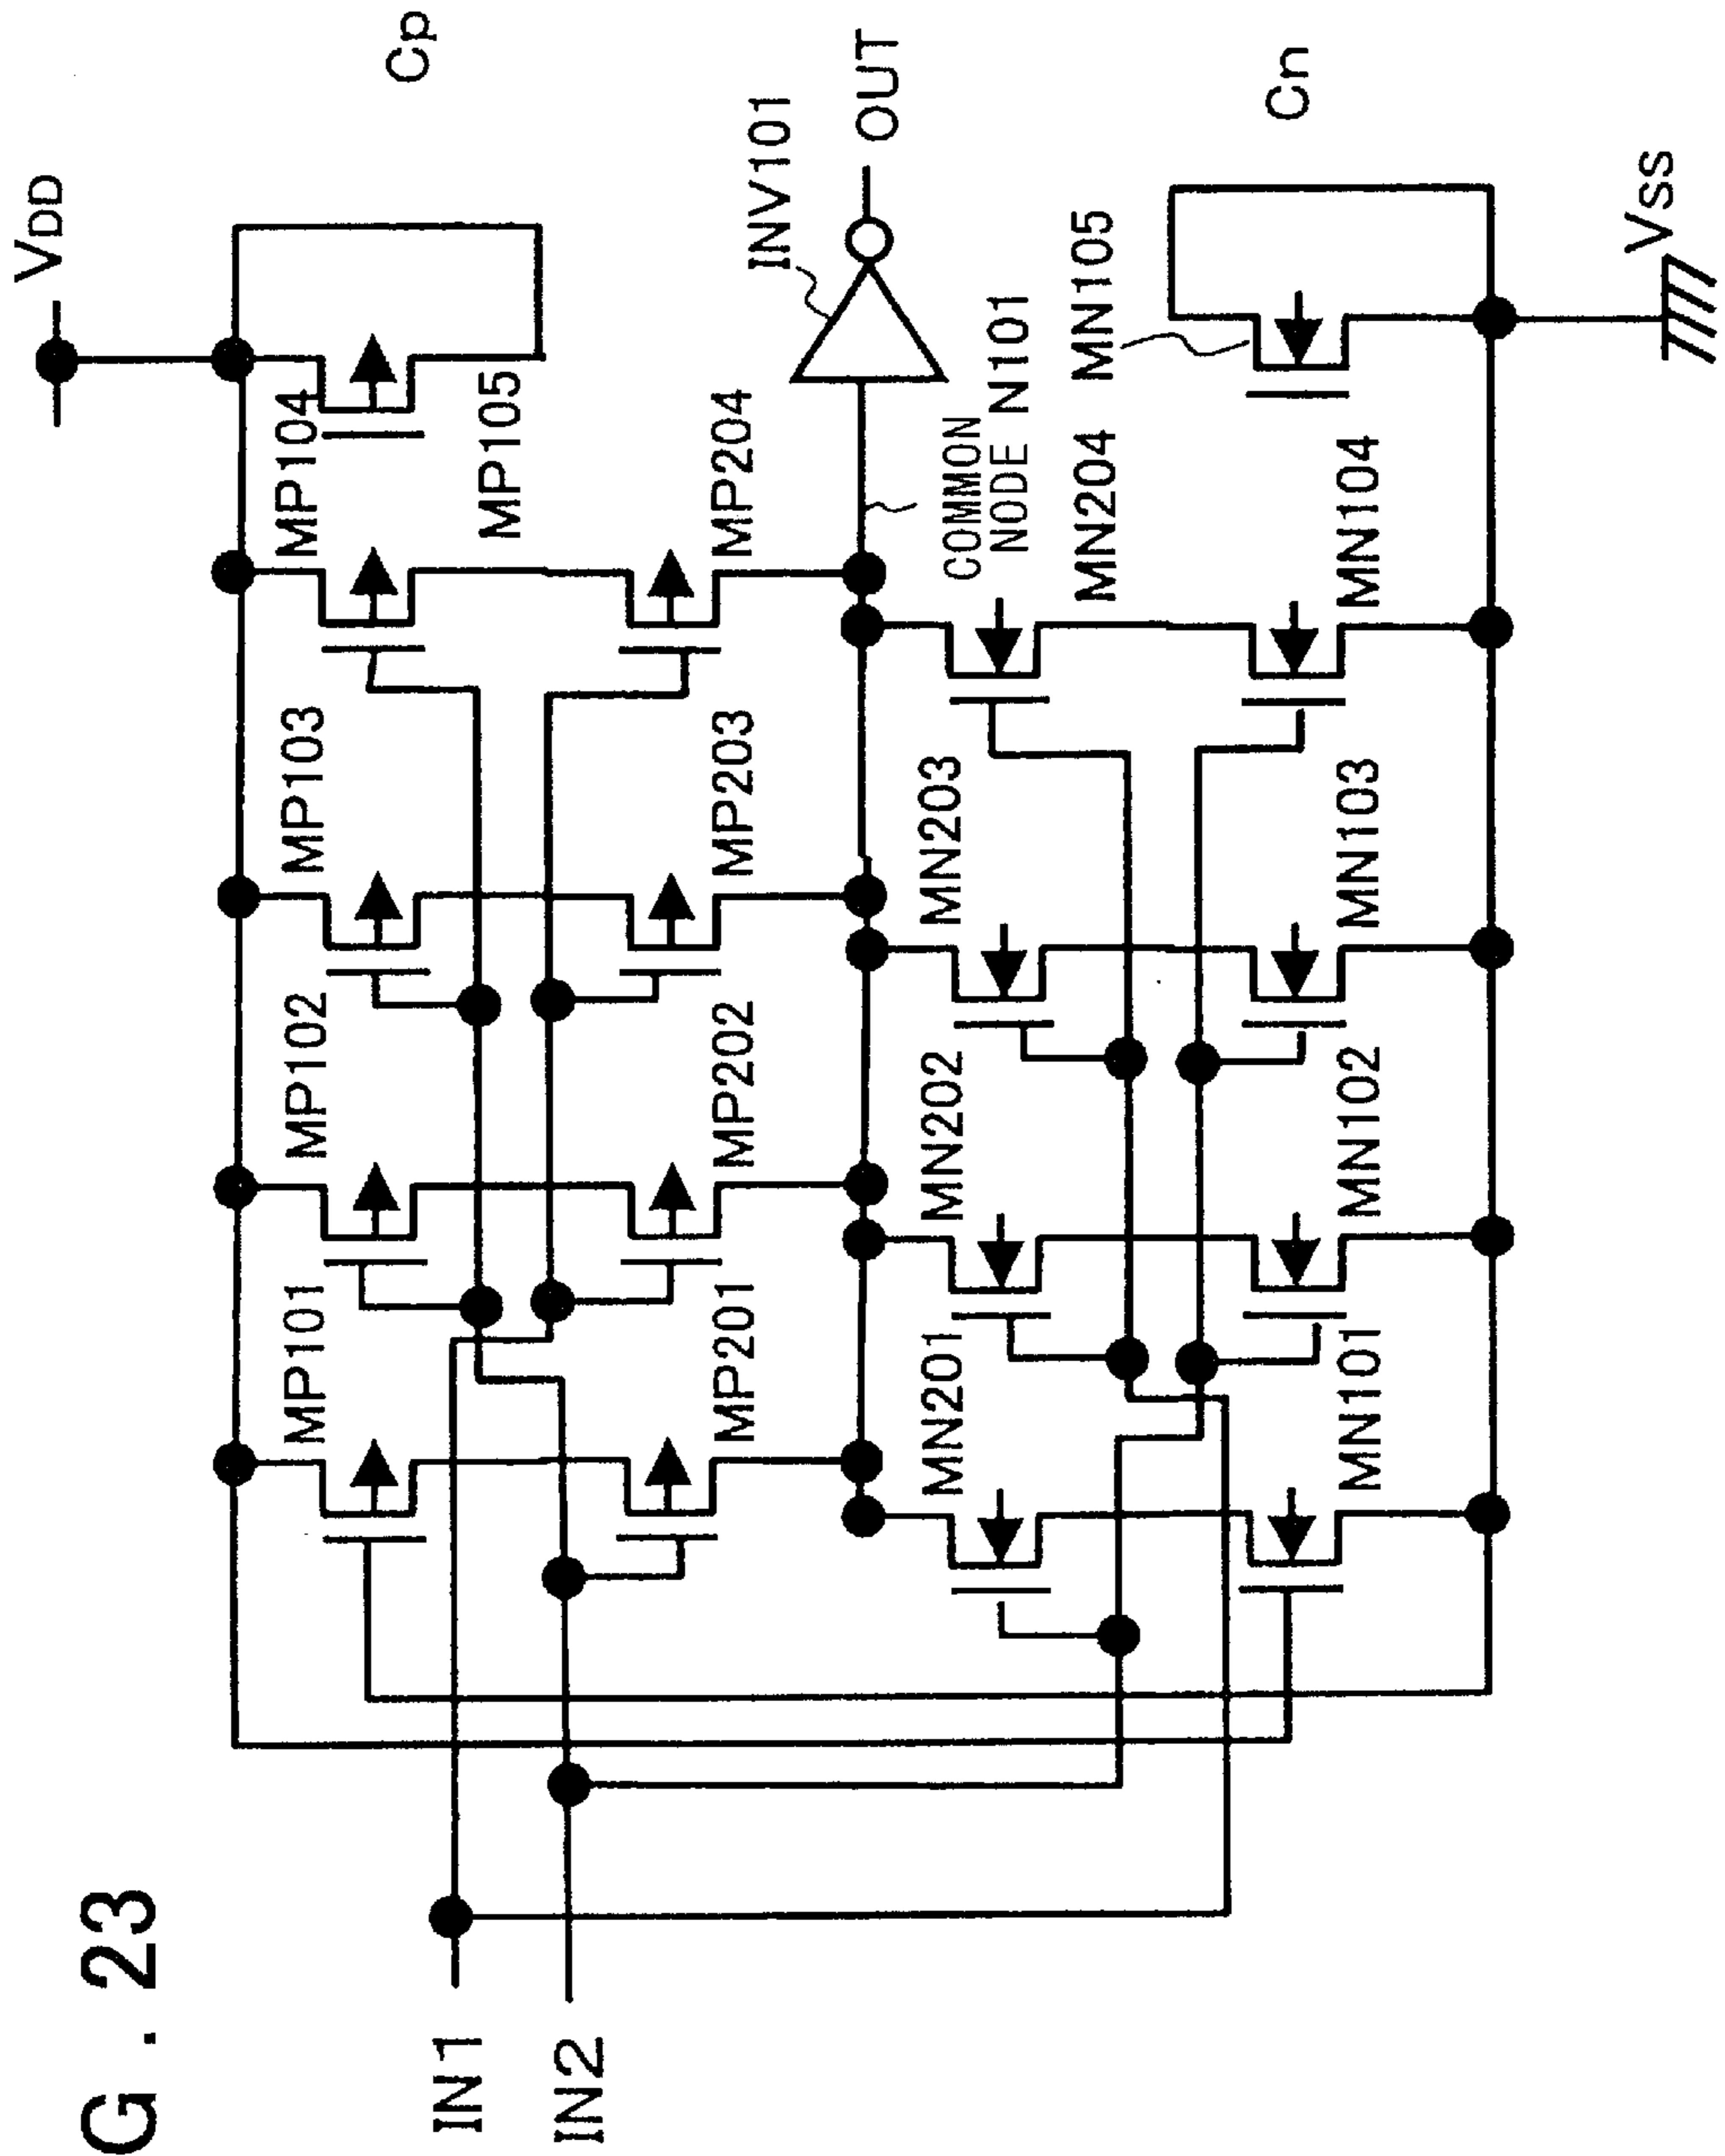 G . 23
VDD
Cp
MP101
MP102
MP103
MP104
MP105
MP201
MP202
MP203
MP204
IN1
IN2
INV101
OUT
COMMON
NODE N101
MN201
MN202
MN203
MN204
MN105
Cn
MN101
MN102
MN103
MN104
VSS